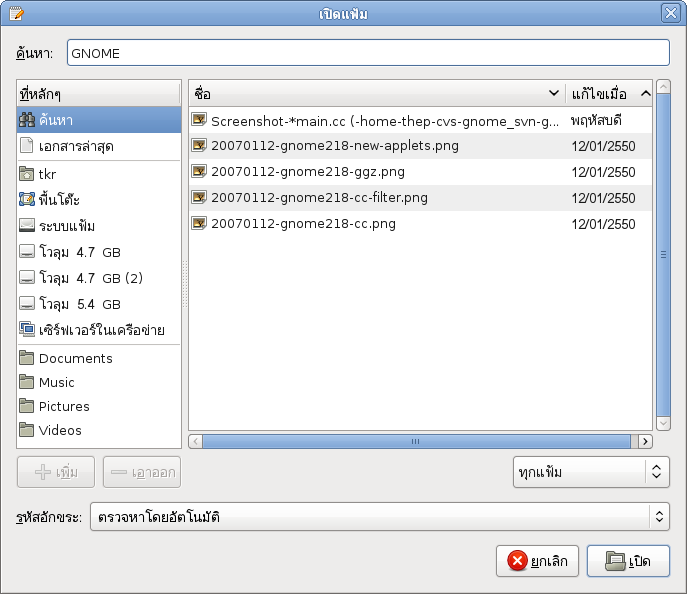 เปิดแฟ้ม
ค้นหา: GNOME
ที่หลักๆ
ค้นหา
เอกสารล่าสุด
tkr
พื้นโต๊ะ
ระบบแฟ้ม
โวลุม 4.7 GB
โวลุม 4.7 GB (2)
โวลุม 5.4 GB
เซิร์ฟเวอร์ในเครือข่าย
Documents
Music
Pictures
Videos
ชื่อ แก้ไขเมื่อ
Screenshot-*main.cc (-home-thep-cvs-gnome_svn-g... พฤหัสบดี
20070112-gnome218-new-applets.png 12/01/2550
20070112-gnome218-ggz.png 12/01/2550
20070112-gnome218-cc-filter.png 12/01/2550
20070112-gnome218-cc.png 12/01/2550
เพิ่ม เอาออก ทุกแฟ้ม
รหัสอักขระ: ตรวจหาโดยอัตโนมัติ
ยกเลิก เปิด